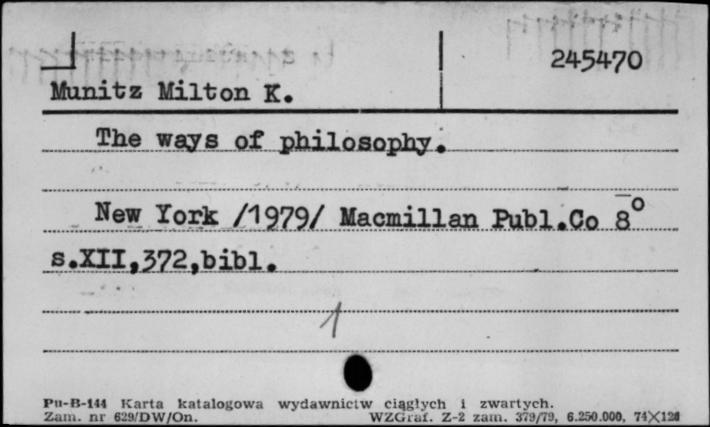 245470
Munitz Milton K.
The ways of philosophy.
New York /1979/ Macmillan Publ.Co 8°
s.XII,372,bibl.
1
Pu-B-144 Karta katalogowa wydawnictw ciągłych i zwartych.
Zam. nr 629/DW/On. WZGraf. Z-2 zam. 379/79, 6.250.000, 74×124